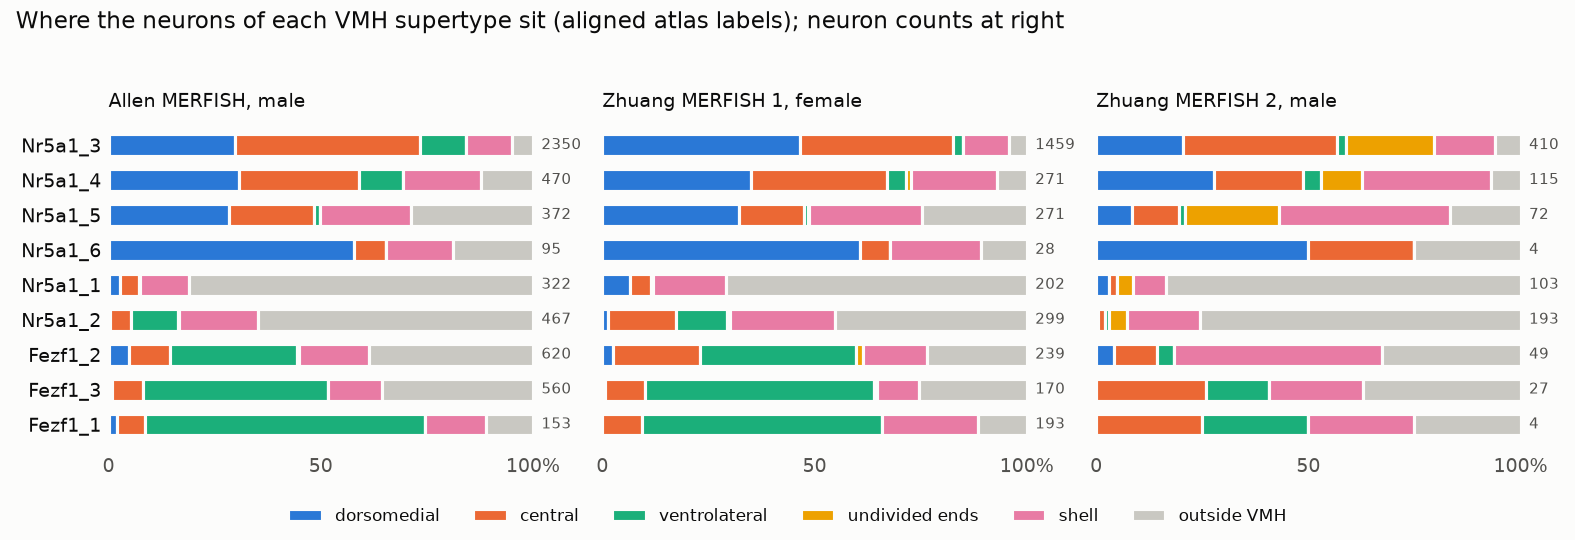 Where the neurons of each VMH supertype sit (aligned atlas labels); neuron counts at right
Allen MERFISH, male
Zhuang MERFISH 1, female
Zhuang MERFISH 2, male
Nr5a1_3 2350 1459 410
Nr5a1_4 470 271 115
Nr5a1_5 372 271 72
Nr5a1_6 95 28 4
Nr5a1_1 322 202 103
Nr5a1_2 467 299 193
Fezf1_2 620 239 49
Fezf1_3 560 170 27
Fezf1_1 153 193 4
0 50 100% 0 50 100% 0 50 100%
dorsomedial central ventrolateral undivided ends shell outside VMH